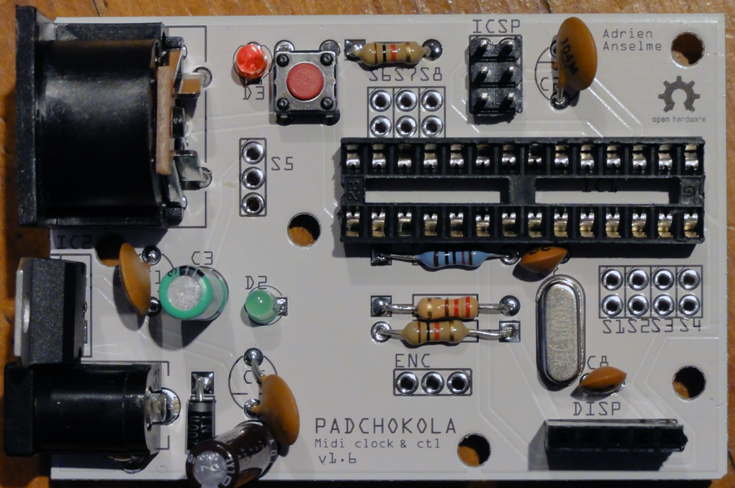 ICSP
Adrien
Anselme
104M
D3
S6S7S8
open hardware
S5
IC2
C3
D2
S1S2S3S4
ENC
C8
DISP
PADCHOKOLA
Midi clock & ctl
v1.6